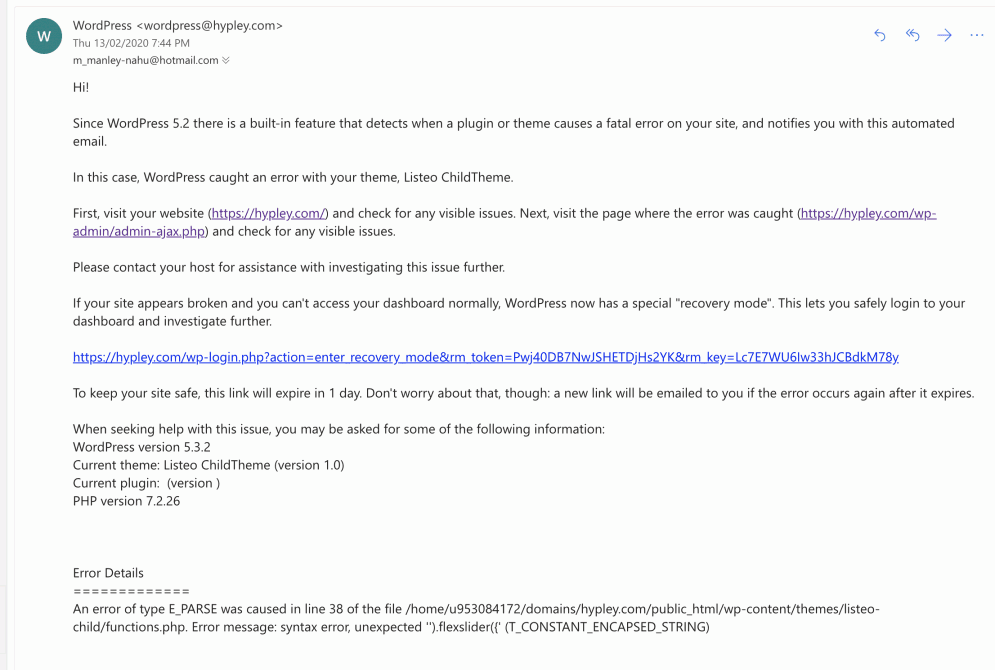 W
WordPress <wordpress@hypley.com>
Thu 13/02/2020 7:44 PM
m_manley-nahu@hotmail.com
Hi!
Since WordPress 5.2 there is a built-in feature that detects when a plugin or theme causes a fatal error on your site, and notifies you with this automated
email.
In this case, WordPress caught an error with your theme, Listeo ChildTheme.
First, visit your website (https://hypley.com/) and check for any visible issues. Next, visit the page where the error was caught (https://hypley.com/wp-
admin/admin-ajax.php) and check for any visible issues.
Please contact your host for assistance with investigating this issue further.
If your site appears broken and you can't access your dashboard normally, WordPress now has a special "recovery mode". This lets you safely login to your
dashboard and investigate further.
https://hypley.com/wp-login.php?action=enter_recovery_mode&rm_token=Pwj40DB7NwJSHETDjHs2YK&rm_key=Lc7E7WU6Iw33hJCBdkM78y
To keep your site safe, this link will expire in 1 day. Don't worry about that, though: a new link will be emailed to you if the error occurs again after it expires.
When seeking help with this issue, you may be asked for some of the following information:
WordPress version 5.3.2
Current theme: Listeo ChildTheme (version 1.0)
Current plugin:  (version )
PHP version 7.2.26
Error Details
=============
An error of type E_PARSE was caused in line 38 of the file /home/u953084172/domains/hypley.com/public_html/wp-content/themes/listeo-
child/functions.php. Error message: syntax error, unexpected '').flexslider({' (T_CONSTANT_ENCAPSED_STRING)